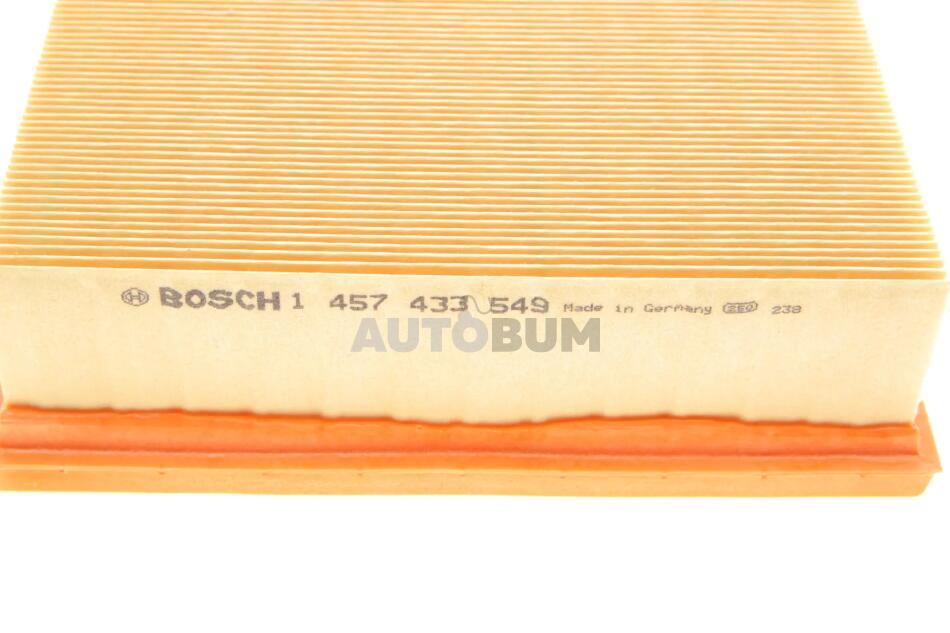 BOSCH 1 457 433 549 Made in Germany 238
AUTOBUM